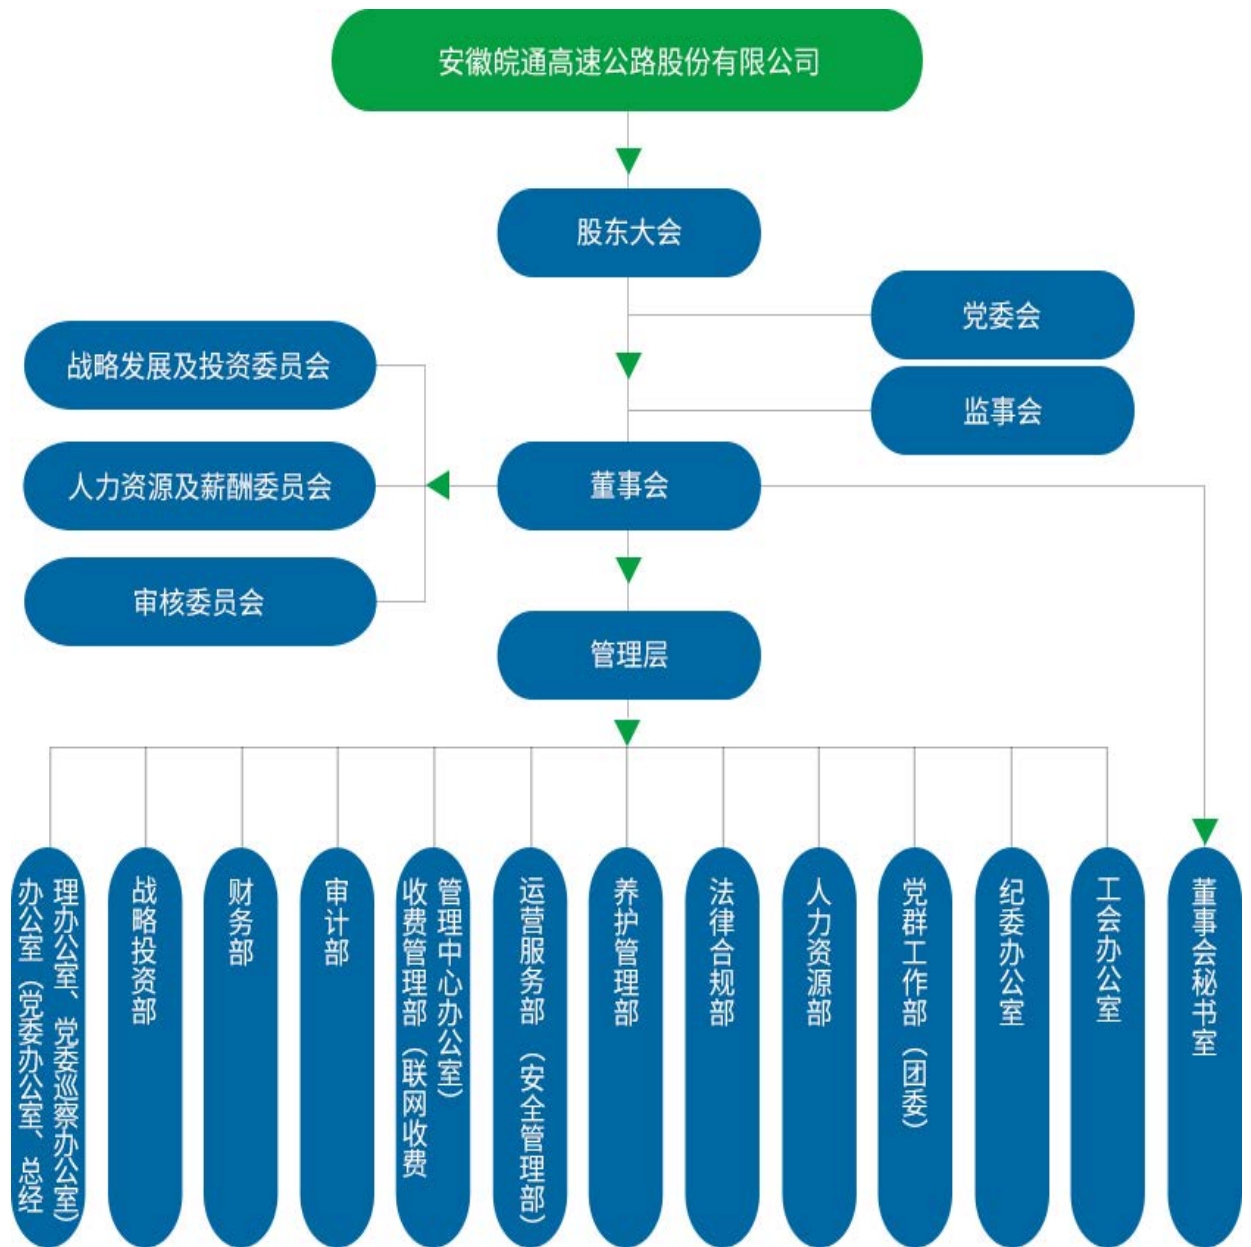 安徽皖通高速公路股份有限公司
股东大会
党委会
监事会
战略发展及投资委员会
人力资源及薪酬委员会
审核委员会
董事会
管理层
办公室（党委办公室、总经
理办公室、党委巡察办公室）
战略投资部
财务部
审计部
收费管理部（联网收费
管理中心办公室）
运营服务部（安全管理部）
养护管理部
法律合规部
人力资源部
党群工作部（团委）
纪委办公室
工会办公室
董事会秘书室